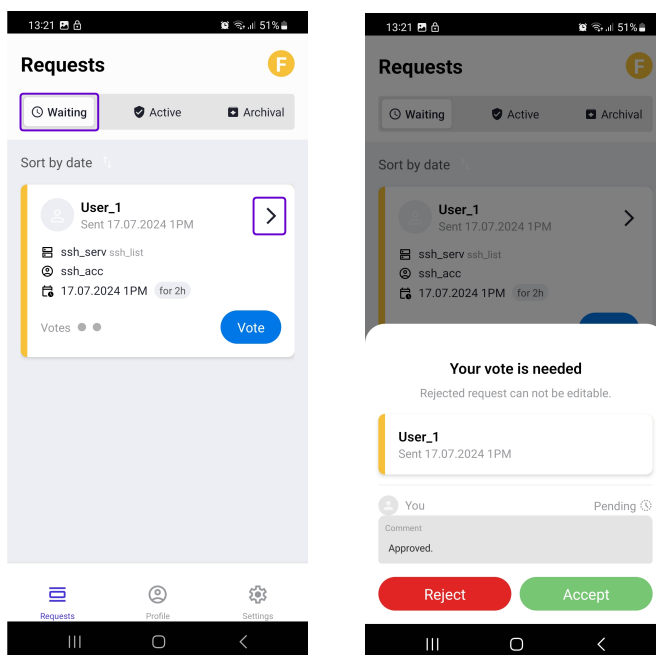 13:21 51%
Requests F
Waiting Active Archival
Sort by date
User_1
Sent 17.07.2024 1PM
ssh_serv ssh_list
ssh_acc
17.07.2024 1PM for 2h
Votes Vote
Requests Profile Settings
13:21 51%
Requests F
Waiting Active Archival
Sort by date
User_1
Sent 17.07.2024 1PM
ssh_serv ssh_list
ssh_acc
17.07.2024 1PM for 2h
Your vote is needed
Rejected request can not be editable.
User_1
Sent 17.07.2024 1PM
You Pending
Comment
Approved.
Reject Accept